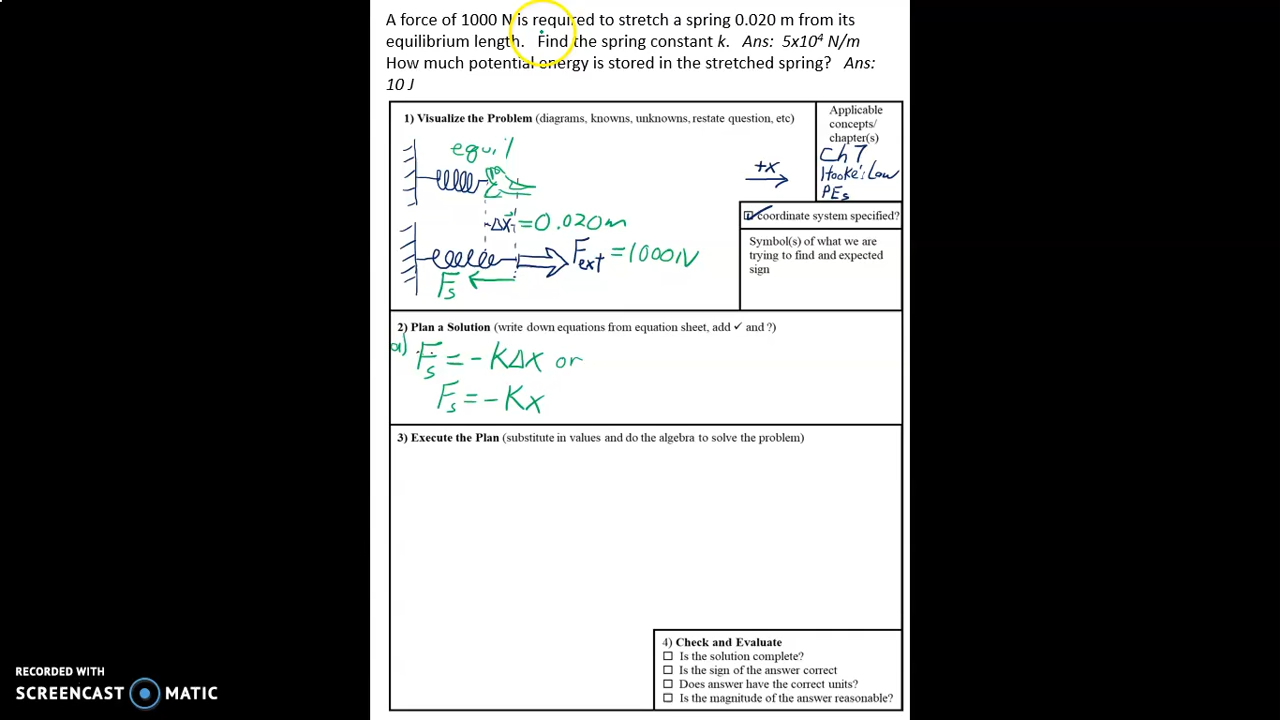 A force of 1000 N is required to stretch a spring 0.020 m from its
equilibrium length. Find the spring constant k. Ans: 5x10⁴ N/m
How much potential energy is stored in the stretched spring? Ans:
10 J
1) Visualize the Problem (diagrams, knowns, unknowns, restate question, etc)
equil
Δx = 0.020m
Fext = 1000N
Fs
+x
Applicable
concepts/
chapter(s)
Ch 7
Hooke's Law
PEs
coordinate system specified?
Symbol(s) of what we are
trying to find and expected
sign
2) Plan a Solution (write down equations from equation sheet, add ✓ and ?)
a) Fs = -KΔx or
Fs = -Kx
3) Execute the Plan (substitute in values and do the algebra to solve the problem)
4) Check and Evaluate
☐ Is the solution complete?
☐ Is the sign of the answer correct
☐ Does answer have the correct units?
☐ Is the magnitude of the answer reasonable?
RECORDED WITH
SCREENCAST MATIC